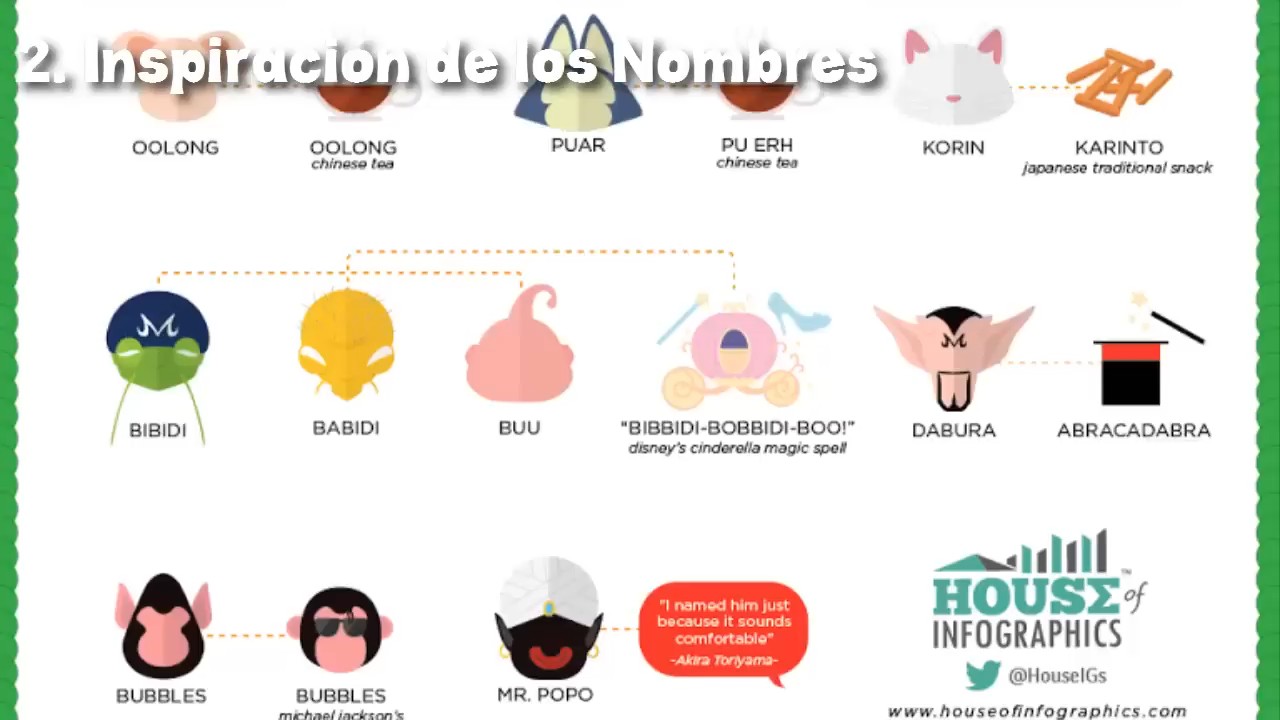 2. Inspiración de los Nombres
OOLONG
OOLONG
chinese tea
PUAR
PU ERH
chinese tea
KORIN
KARINTO
japanese traditional snack
M
M
BIBIDI
BABIDI
BUU
"BIBBIDI-BOBBIDI-BOO!"
disney's cinderella magic spell
DABURA
ABRACADABRA
BUBBLES
BUBBLES
michael jackson's
MR. POPO
"I named him just
because it sounds
comfortable"
-Akira Toriyama-
HOUSE of
INFOGRAPHICS
TM
@HouseIGs
www.houseofinfographics.com